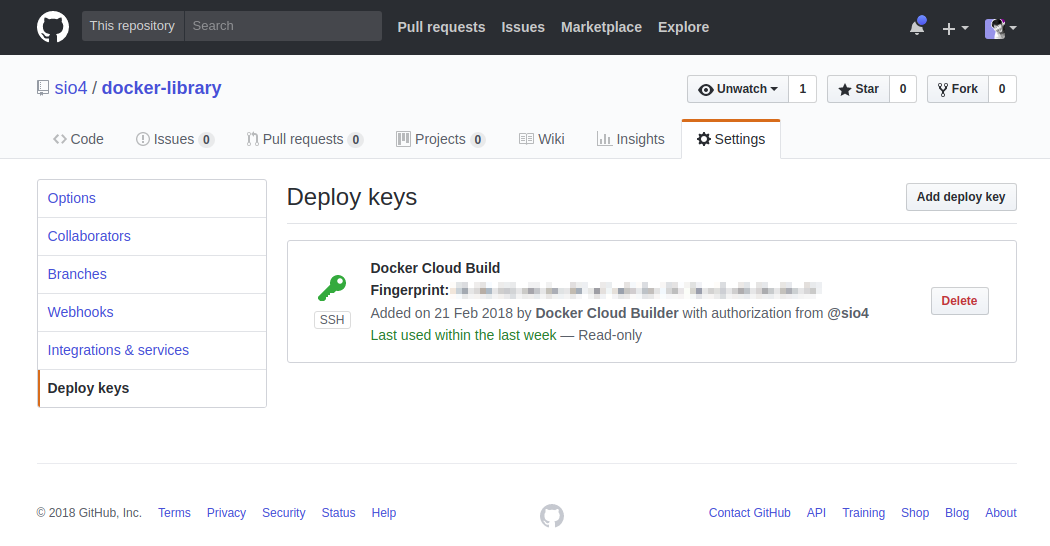 This repository Search Pull requests Issues Marketplace Explore
sio4 / docker-library Unwatch 1 Star 0 Fork 0
Code Issues 0 Pull requests 0 Projects 0 Wiki Insights Settings
Options
Collaborators
Branches
Webhooks
Integrations & services
Deploy keys
Deploy keys Add deploy key
Docker Cloud Build
Fingerprint:
SSH
Added on 21 Feb 2018 by Docker Cloud Builder with authorization from @sio4
Last used within the last week — Read-only
Delete
© 2018 GitHub, Inc. Terms Privacy Security Status Help Contact GitHub API Training Shop Blog About